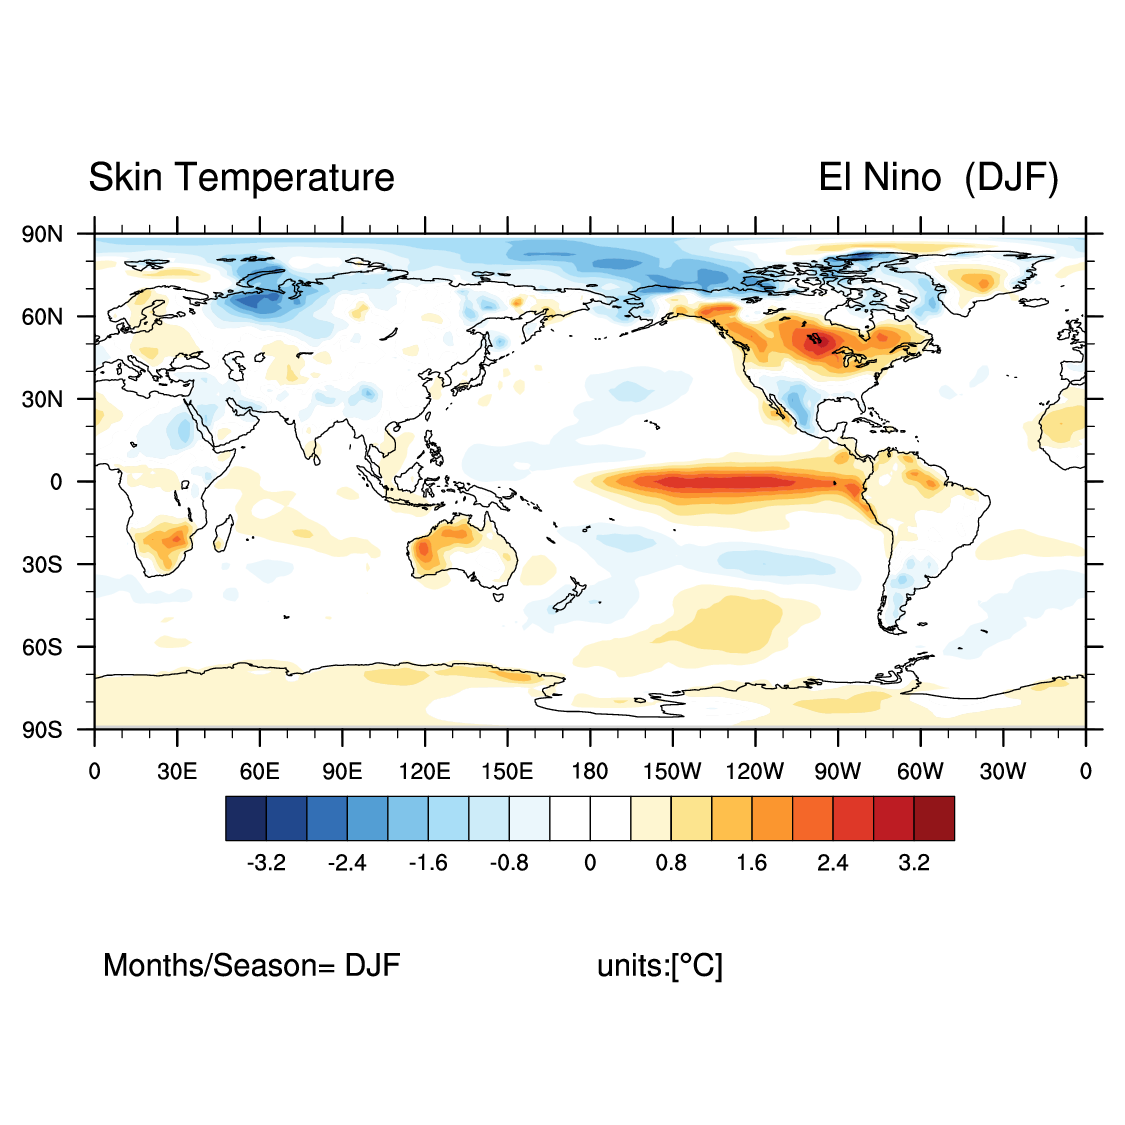 Skin Temperature El Nino (DJF)
90N
60N
30N
0
30S
60S
90S
0 30E 60E 90E 120E 150E 180 150W 120W 90W 60W 30W 0
-3.2 -2.4 -1.6 -0.8 0 0.8 1.6 2.4 3.2
Months/Season= DJF units:[°C]